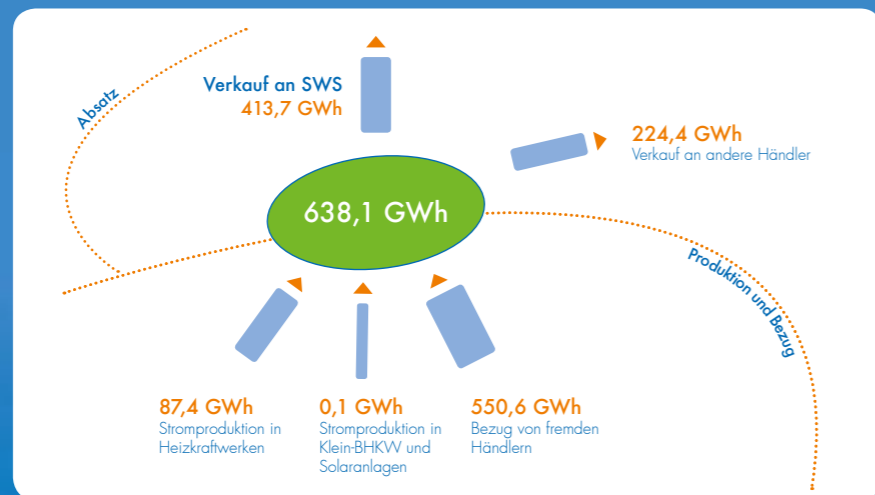 Absatz
Verkauf an SWS
413,7 GWh
224,4 GWh
Verkauf an andere Händler
638,1 GWh
Produktion und Bezug
87,4 GWh
Stromproduktion in
Heizkraftwerken
0,1 GWh
Stromproduktion in
Klein-BHKW und
Solaranlagen
550,6 GWh
Bezug von fremden
Händlern